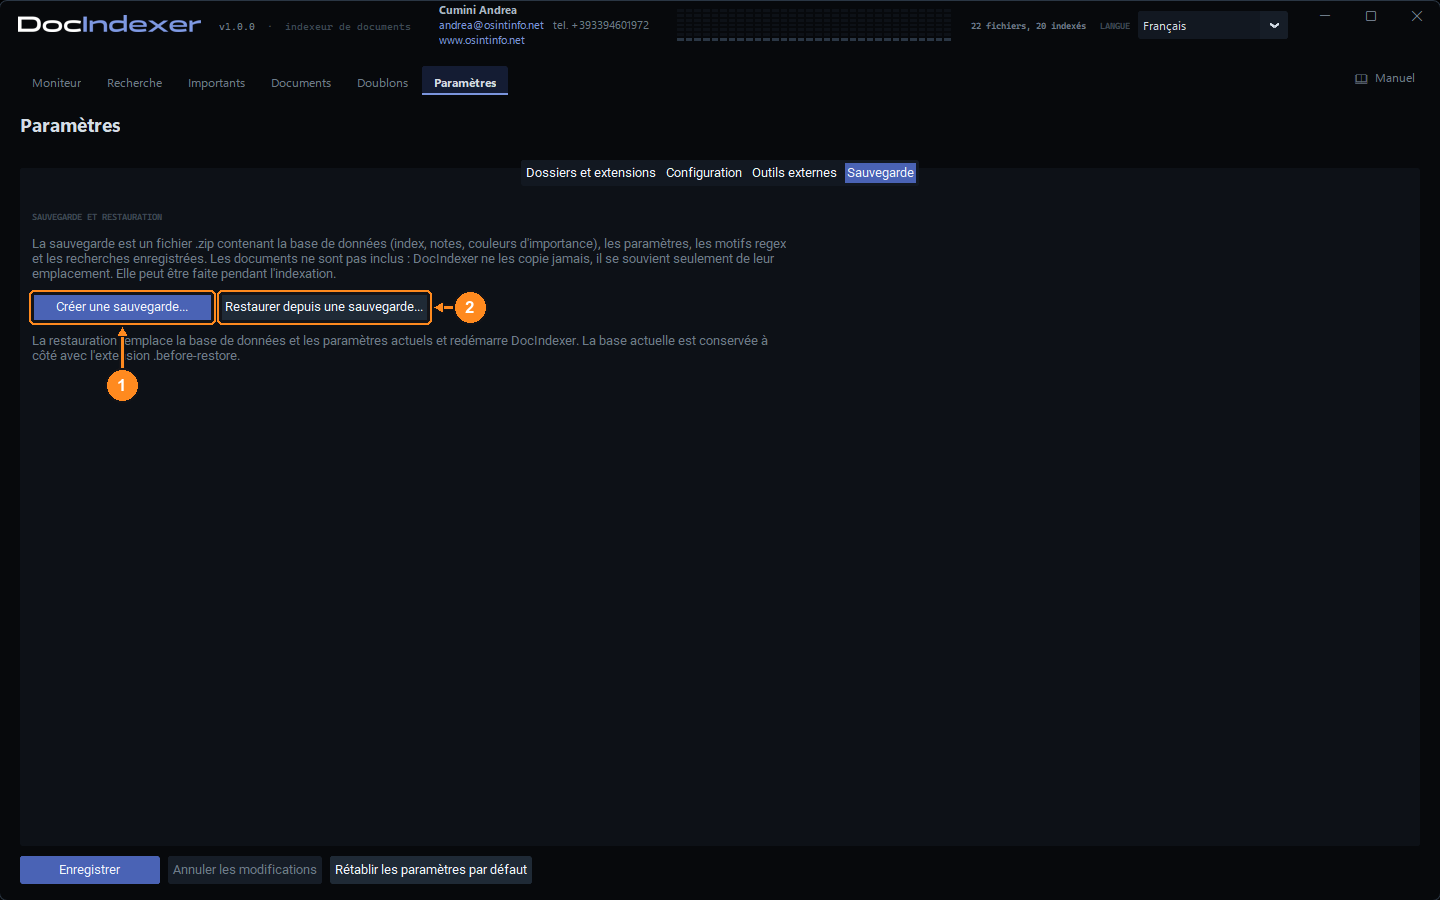 DocIndexer v1.0.0 · indexeur de documents
Cumini Andrea
andrea@osintinfo.net tel. +393394601972
www.osintinfo.net
22 fichiers, 20 indexés LANGUE Français
Moniteur Recherche Importants Documents Doublons Paramètres Manuel
Paramètres
Dossiers et extensions Configuration Outils externes Sauvegarde
SAUVEGARDE ET RESTAURATION
La sauvegarde est un fichier .zip contenant la base de données (index, notes, couleurs d'importance), les paramètres, les motifs regex
et les recherches enregistrées. Les documents ne sont pas inclus : DocIndexer ne les copie jamais, il se souvient seulement de leur
emplacement. Elle peut être faite pendant l'indexation.
Créer une sauvegarde... Restaurer depuis une sauvegarde... 2
La restauration remplace la base de données et les paramètres actuels et redémarre DocIndexer. La base actuelle est conservée à
côté avec l'extension .before-restore.
1
Enregistrer Annuler les modifications Rétablir les paramètres par défaut